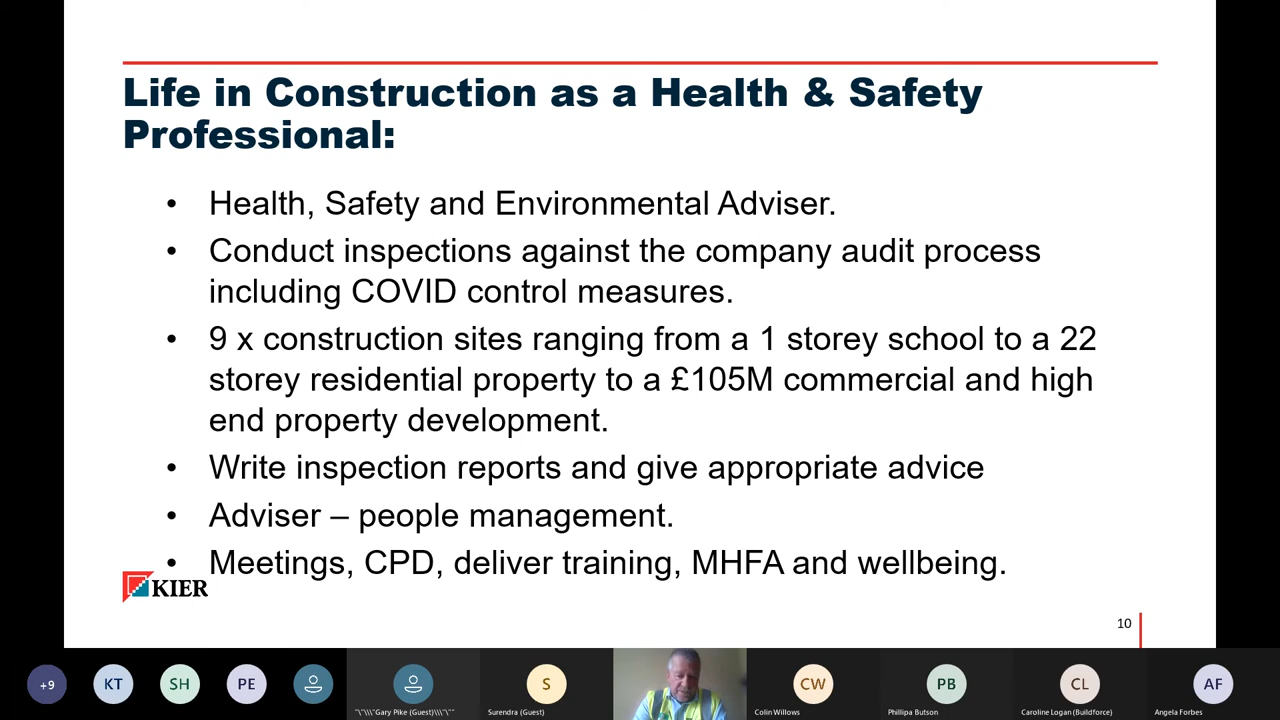 Life in Construction as a Health & Safety
Professional:
• Health, Safety and Environmental Adviser.
• Conduct inspections against the company audit process
including COVID control measures.
• 9 x construction sites ranging from a 1 storey school to a 22
storey residential property to a £105M commercial and high
end property development.
• Write inspection reports and give appropriate advice
• Adviser – people management.
• Meetings, CPD, deliver training, MHFA and wellbeing.
KIER
10
+9
KT
SH
PE
S
CW
PB
CL
AF
"\"\\\"Gary Pike (Guest)\\\"\""
Surendra (Guest)
Colin Willows
Phillipa Butson
Caroline Logan (Buildforce)
Angela Forbes